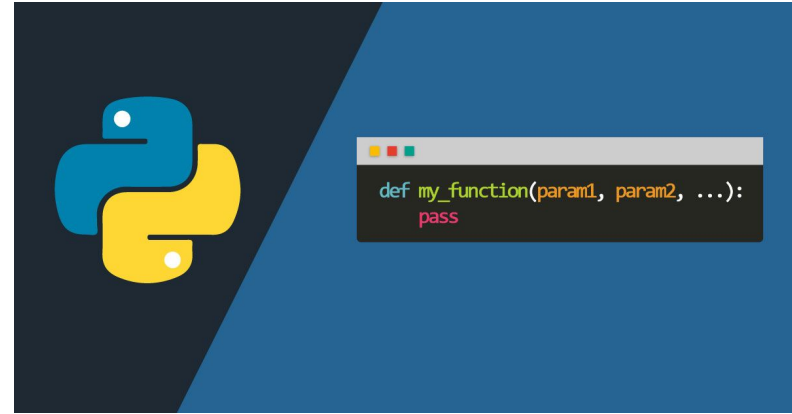 def my_function(param1, param2, ...):
    pass